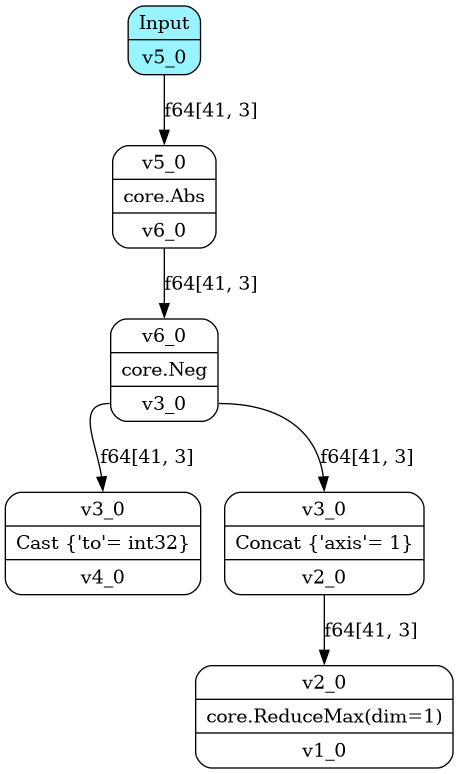 Input
v5_0
f64[41, 3]
v5_0
core.Abs
v6_0
f64[41, 3]
v6_0
core.Neg
v3_0
f64[41, 3]
f64[41, 3]
v3_0
Cast {'to'= int32}
v4_0
v3_0
Concat {'axis'= 1}
v2_0
f64[41, 3]
v2_0
core.ReduceMax(dim=1)
v1_0